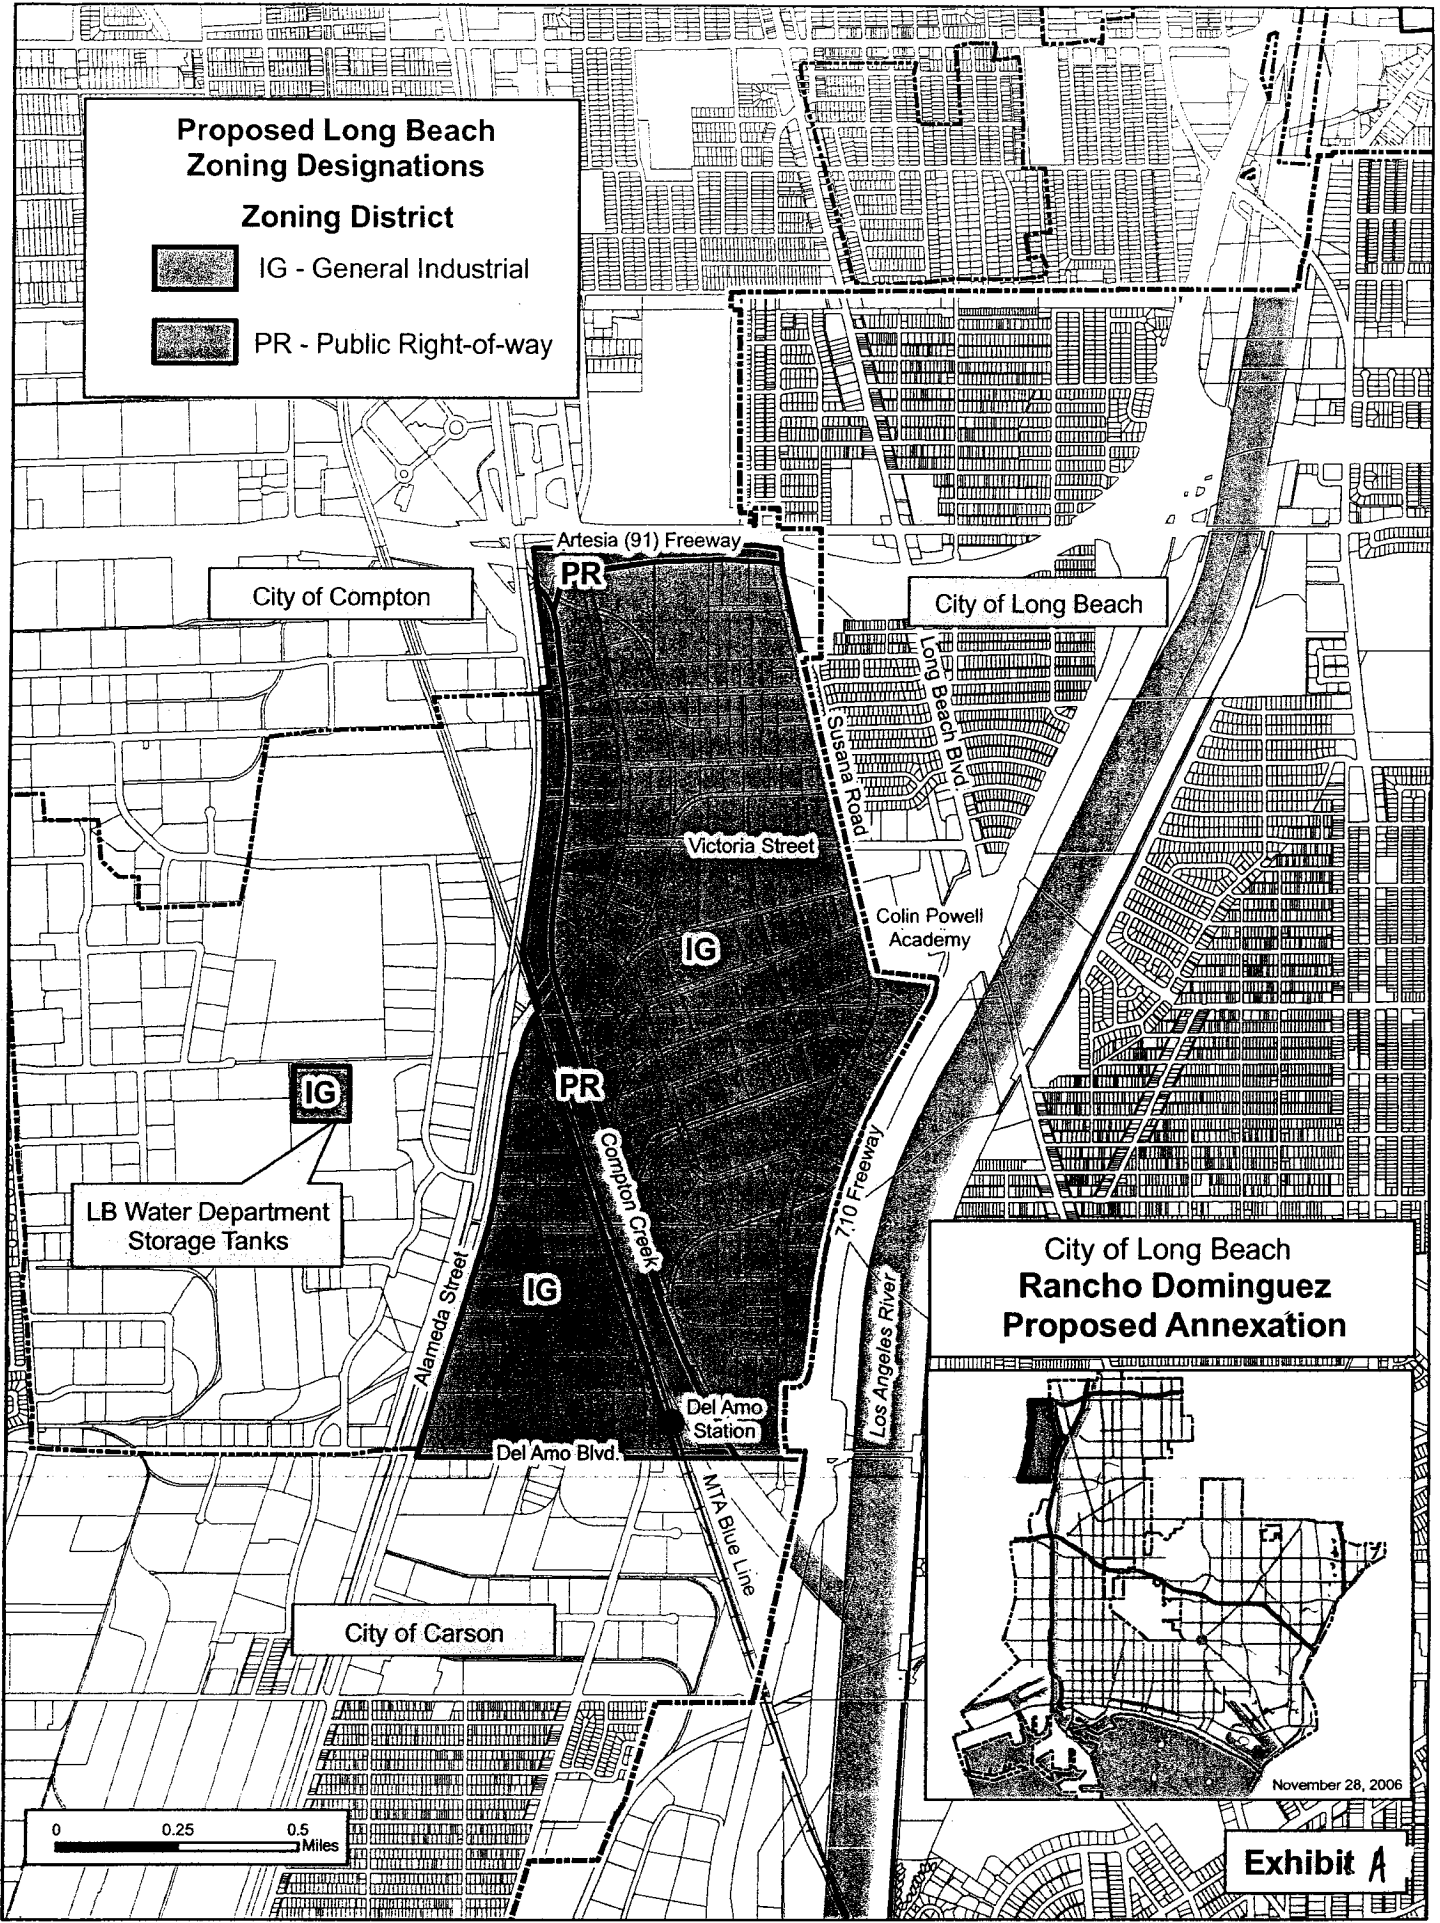 Proposed Long Beach
Zoning Designations
Zoning District
IG - General Industrial
PR - Public Right-of-way
Artesia (91) Freeway
PR
City of Compton
City of Long Beach
Long Beach Blvd.
Susana Road
Victoria Street
Colin Powell
Academy
IG
IG
PR
Compton Creek
710 Freeway
LB Water Department
Storage Tanks
IG
Alameda Street
Los Angeles River
Del Amo
Station
Del Amo Blvd.
MTA Blue Line
City of Carson
City of Long Beach
Rancho Dominguez
Proposed Annexation
November 28, 2006
0 0.25 0.5
Miles
Exhibit A